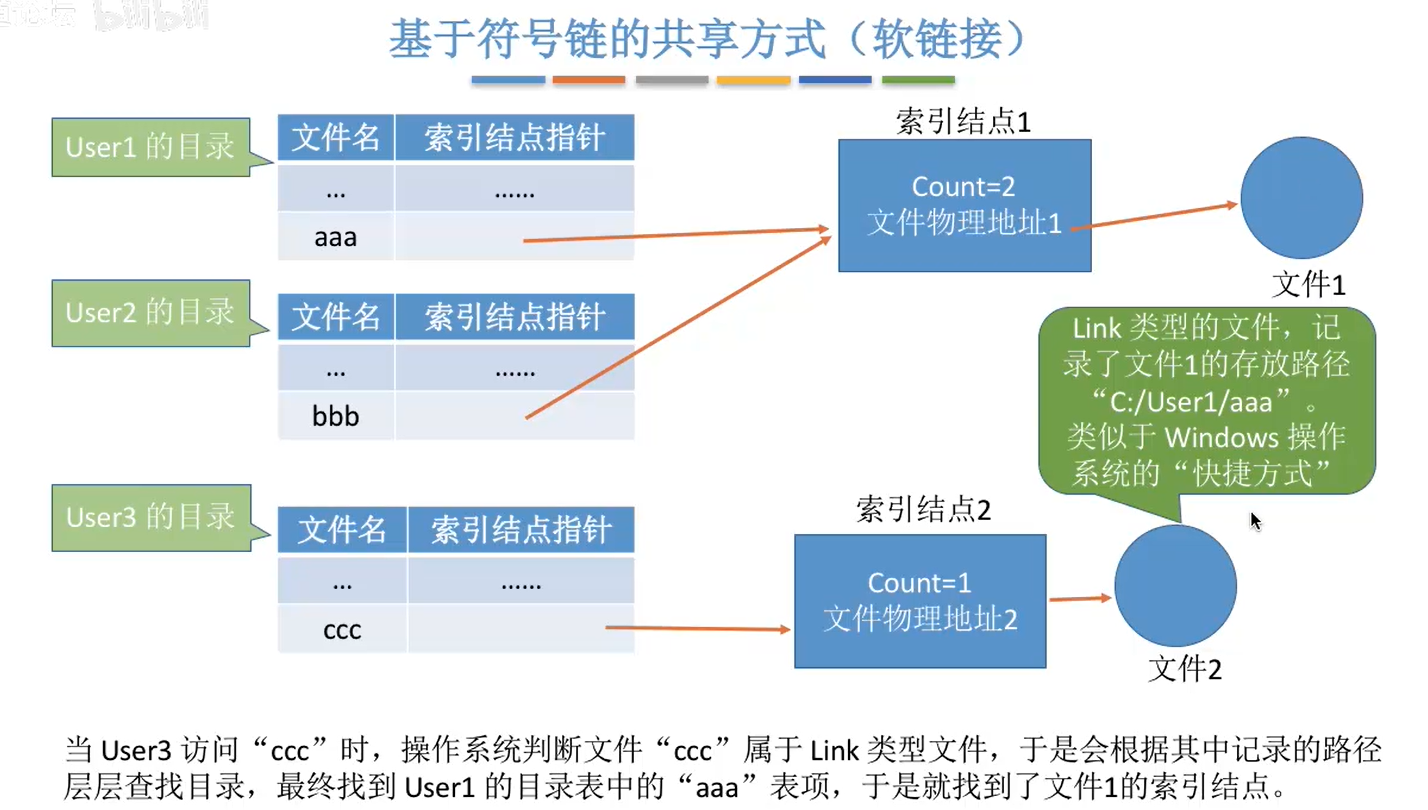 bilibili
基于符号链的共享方式（软链接）
User1 的目录
文件名 索引结点指针
... ......
aaa
索引结点1
Count=2
文件物理地址1
文件1
User2 的目录
文件名 索引结点指针
... ......
bbb
Link 类型的文件，记
录了文件1的存放路径
“C:/User1/aaa”。
类似于 Windows 操作
系统的“快捷方式”
User3 的目录
文件名 索引结点指针
... ......
ccc
索引结点2
Count=1
文件物理地址2
文件2
当 User3 访问“ccc”时，操作系统判断文件“ccc”属于 Link 类型文件，于是会根据其中记录的路径
层层查找目录，最终找到 User1 的目录表中的“aaa”表项，于是就找到了文件1的索引结点。